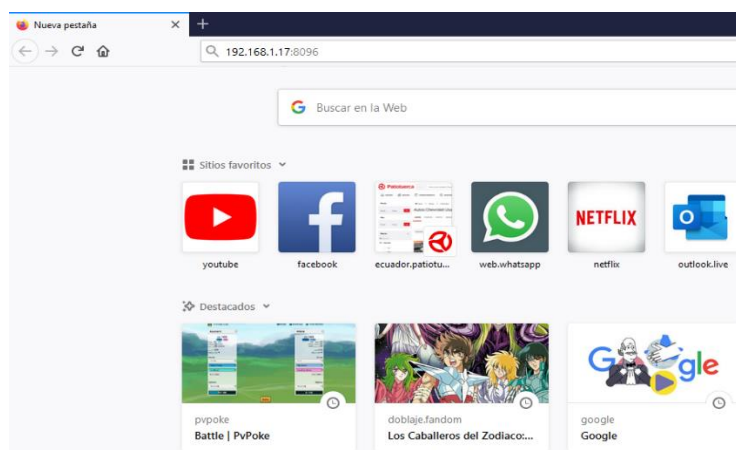 Nueva pestaña
192.168.1.17:8096
Buscar en la Web
Sitios favoritos
NETFLIX
youtube
facebook
ecuador.patiotu...
web.whatsapp
netflix
outlook.live
Destacados
Google
pvpoke
Battle | PvPoke
doblaje.fandom
Los Caballeros del Zodiaco:...
google
Google